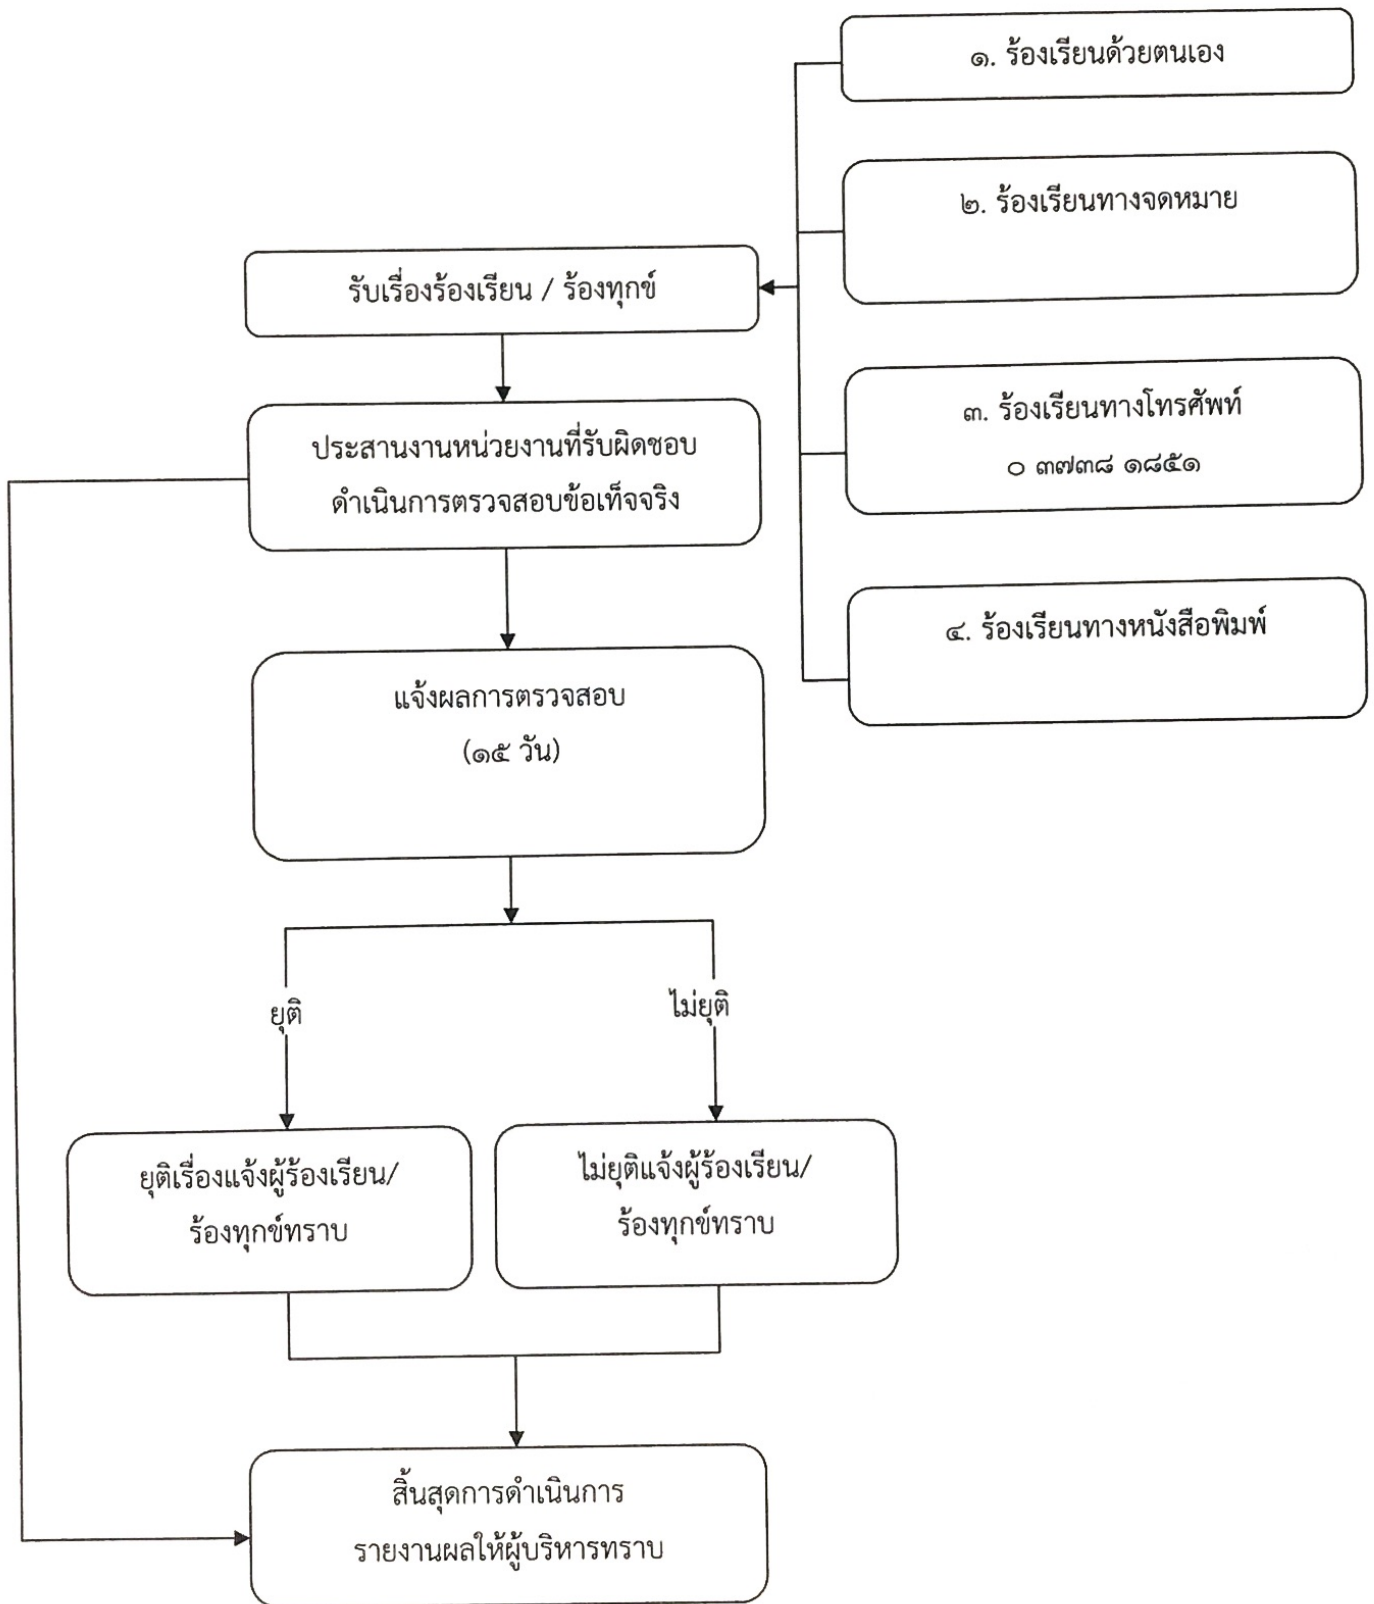 ๑. ร้องเรียนด้วยตนเอง
๒. ร้องเรียนทางจดหมาย
รับเรื่องร้องเรียน / ร้องทุกข์
๓. ร้องเรียนทางโทรศัพท์
๐ ๓๗๓๘ ๑๘๕๑
ประสานงานหน่วยงานที่รับผิดชอบ
ดำเนินการตรวจสอบข้อเท็จจริง
๔. ร้องเรียนทางหนังสือพิมพ์
แจ้งผลการตรวจสอบ
(๑๕ วัน)
ยุติ
ไม่ยุติ
ยุติเรื่องแจ้งผู้ร้องเรียน/
ร้องทุกข์ทราบ
ไม่ยุติแจ้งผู้ร้องเรียน/
ร้องทุกข์ทราบ
สิ้นสุดการดำเนินการ
รายงานผลให้ผู้บริหารทราบ